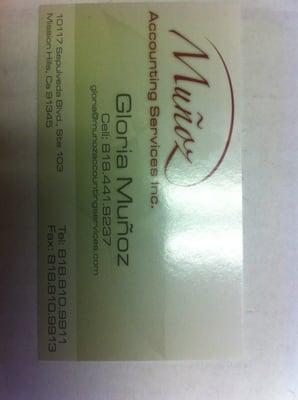 Muñoz
Accounting Services Inc.
Gloria Muñoz
Cell: 818.441.9237
gloria@munozaccountingservices.com
10117 Sepulveda Blvd., Ste 103
Mission Hills, Ca 91345
Tel: 818.810.9911
Fax: 818.810.9913